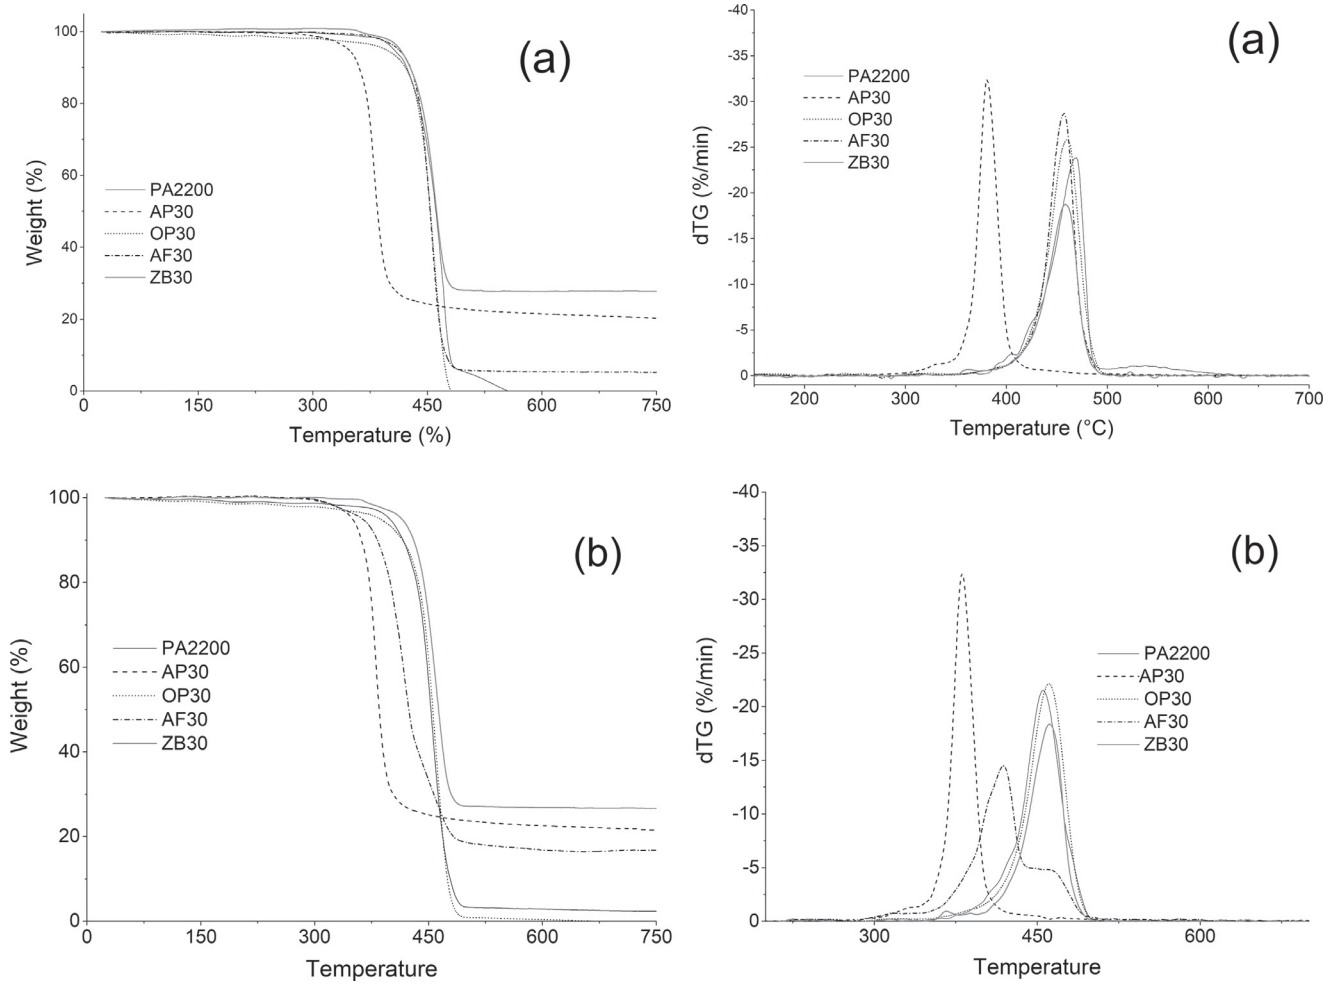 (a)
100
80
60
40
20
0
Weight (%)
PA2200
AP30
OP30
AF30
ZB30
0 150 300 450 600 750
Temperature (%)
(a)
-40
-35
-30
-25
-20
-15
-10
-5
0
dTG (%/min)
PA2200
AP30
OP30
AF30
ZB30
200 300 400 500 600 700
Temperature (°C)
(b)
100
80
60
40
20
0
Weight (%)
PA2200
AP30
OP30
AF30
ZB30
0 150 300 450 600 750
Temperature
(b)
-40
-35
-30
-25
-20
-15
-10
-5
0
dTG (%/min)
PA2200
AP30
OP30
AF30
ZB30
300 450 600
Temperature